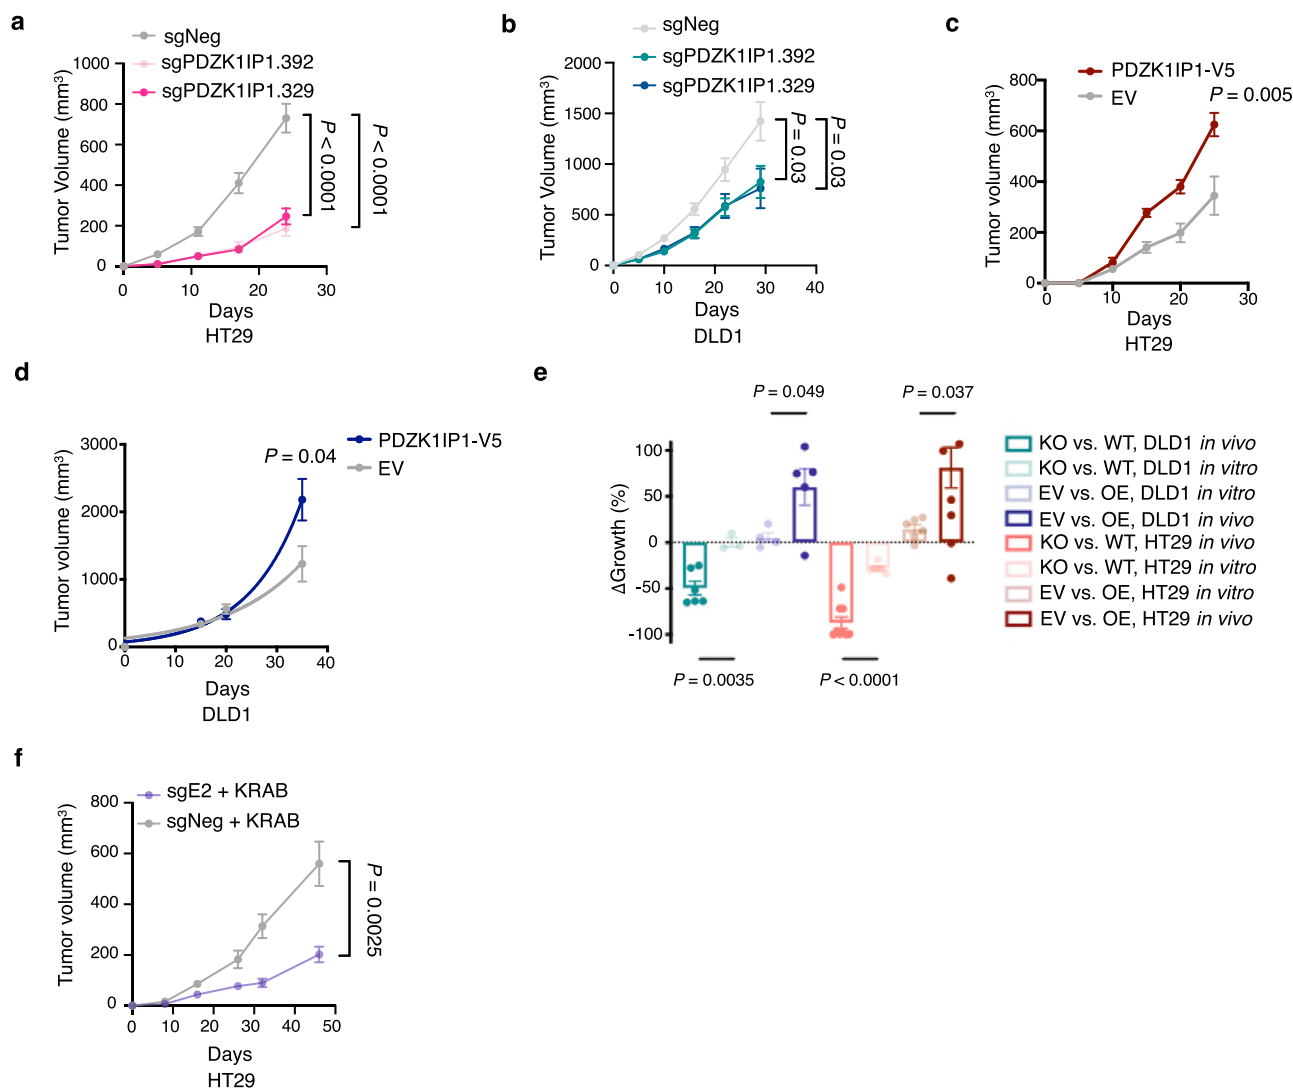 a
sgNeg
sgPDZK1IP1.392
sgPDZK1IP1.329
1000
800
600
400
200
0
Tumor Volume (mm³)
0 10 20 30
Days
HT29
P < 0.0001
P < 0.0001
b
sgNeg
sgPDZK1IP1.392
sgPDZK1IP1.329
2000
1500
1000
500
0
Tumor Volume (mm³)
0 10 20 30 40
Days
DLD1
P = 0.03
P = 0.03
c
PDZK1IP1-V5
EV
P = 0.005
800
600
400
200
0
Tumor volume (mm³)
0 10 20 30
Days
HT29
d
PDZK1IP1-V5
EV
P = 0.04
3000
2000
1000
0
Tumor volume (mm³)
0 10 20 30 40
Days
DLD1
e
P = 0.049
P = 0.037
100
50
0
-50
-100
ΔGrowth (%)
P = 0.0035
P < 0.0001
KO vs. WT, DLD1 in vivo
KO vs. WT, DLD1 in vitro
EV vs. OE, DLD1 in vitro
EV vs. OE, DLD1 in vivo
KO vs. WT, HT29 in vivo
KO vs. WT, HT29 in vitro
EV vs. OE, HT29 in vitro
EV vs. OE, HT29 in vivo
f
sgE2 + KRAB
sgNeg + KRAB
800
600
400
200
0
Tumor volume (mm³)
0 10 20 30 40 50
Days
HT29
P = 0.0025